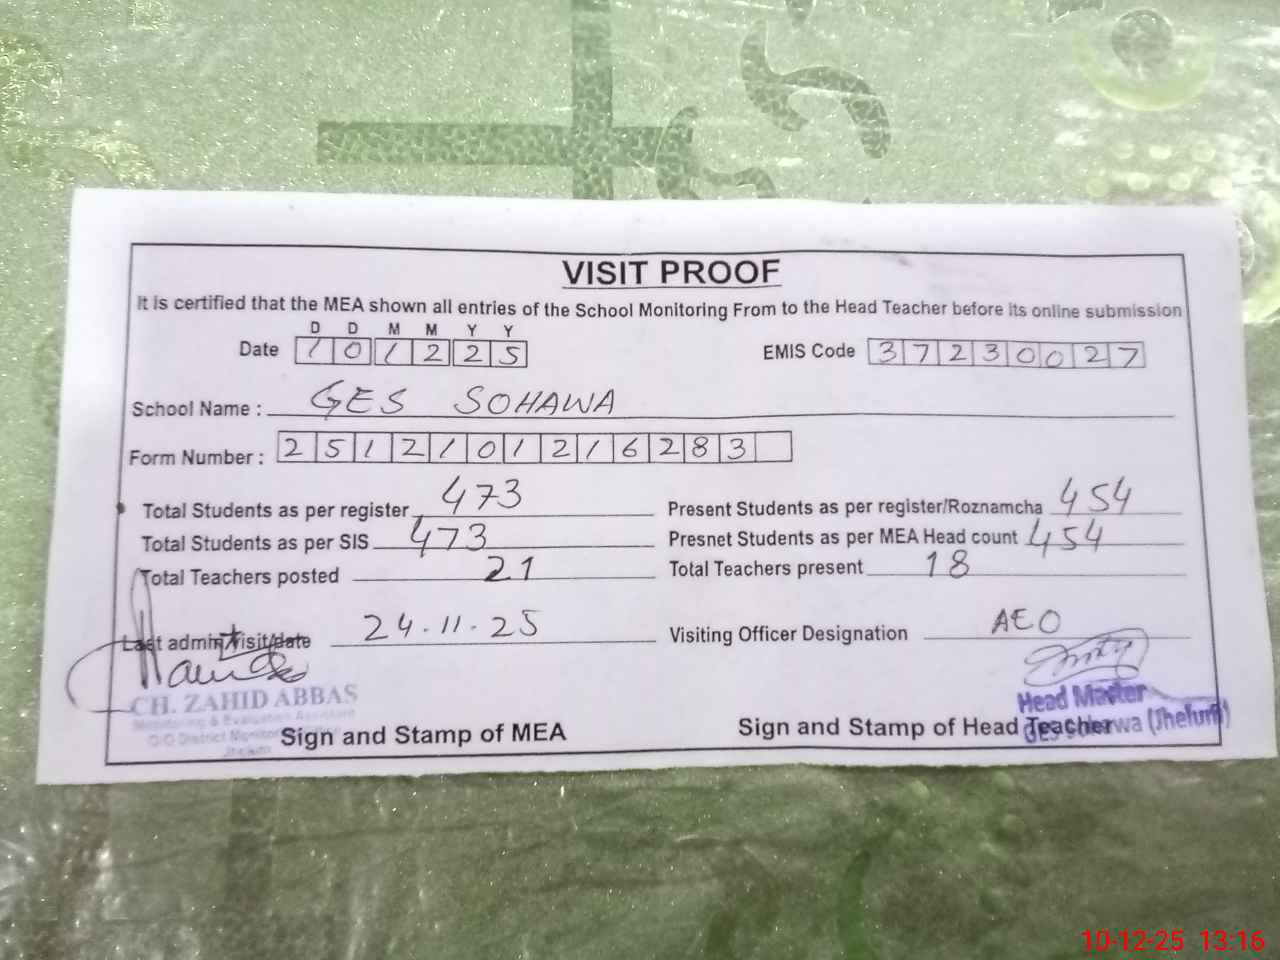 VISIT PROOF
It is certified that the MEA shown all entries of the School Monitoring From to the Head Teacher before its online submission
D D M M Y Y
Date 1 0 1 2 2 5 EMIS Code 3 7 2 3 0 0 2 7
School Name : GES SOHAWA
Form Number : 2 5 1 2 1 0 1 2 1 6 2 8 3
Total Students as per register 473 Present Students as per register/Roznamcha 454
Total Students as per SIS 473 Presnet Students as per MEA Head count 454
Total Teachers posted 21 Total Teachers present 18
Last admin visit/date 24.11.25 Visiting Officer Designation AEO
CH. ZAHID ABBAS
Monitoring & Evaluation Assistant
O/O District
Jhelum
Sign and Stamp of MEA
Head Master
(Jhelum)
Sign and Stamp of Head Teacher
10-12-25 13:16